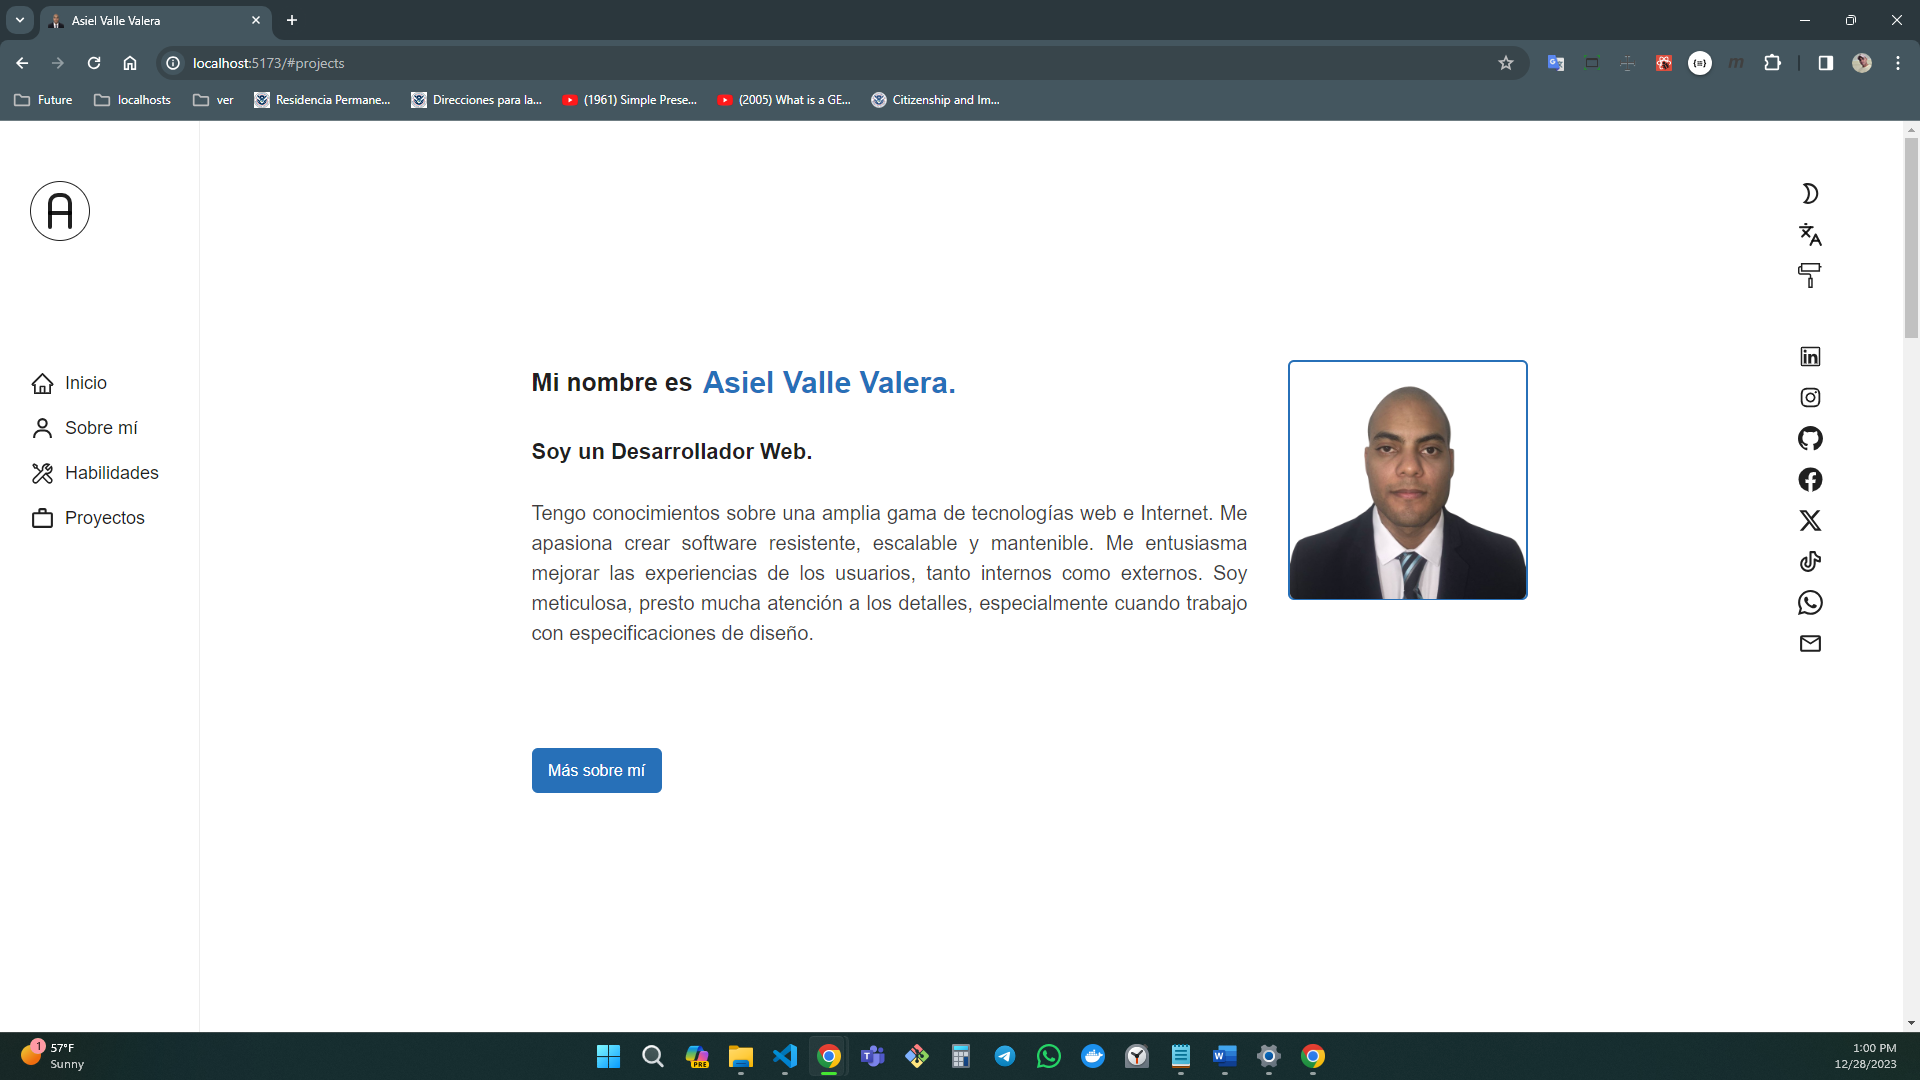 Asiel Valle Valera
localhost:5173/#projects
Future
localhosts
ver
Residencia Permane...
Direcciones para la...
(1961) Simple Prese...
(2005) What is a GE...
Citizenship and Im...
A
Inicio
Sobre mí
Habilidades
Proyectos
Mi nombre es Asiel Valle Valera.
Soy un Desarrollador Web.
Tengo conocimientos sobre una amplia gama de tecnologías web e Internet. Me
apasiona crear software resistente, escalable y mantenible. Me entusiasma
mejorar las experiencias de los usuarios, tanto internos como externos. Soy
meticulosa, presto mucha atención a los detalles, especialmente cuando trabajo
con especificaciones de diseño.
Más sobre mí
1
57°F
Sunny
PRE
1:00 PM
12/28/2023